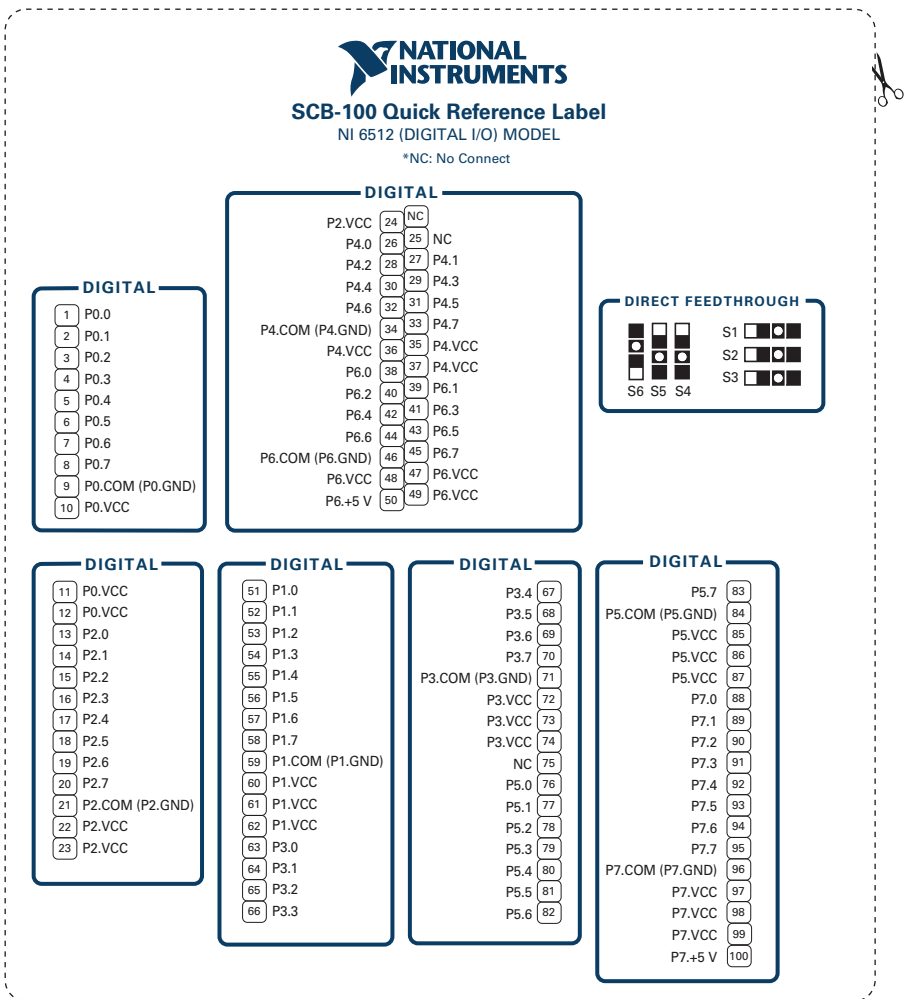 NATIONAL
INSTRUMENTS
SCB-100 Quick Reference Label
NI 6512 (DIGITAL I/O) MODEL
*NC: No Connect
DIGITAL
P2.VCC 24 NC
P4.0 26 25 NC
P4.2 28 27 P4.1
P4.4 30 29 P4.3
P4.6 32 31 P4.5
P4.COM (P4.GND) 34 33 P4.7
P4.VCC 36 35 P4.VCC
P6.0 38 37 P4.VCC
P6.2 40 39 P6.1
P6.4 42 41 P6.3
P6.6 44 43 P6.5
P6.COM (P6.GND) 46 45 P6.7
P6.VCC 48 47 P6.VCC
P6.+5 V 50 49 P6.VCC
DIGITAL
1 P0.0
2 P0.1
3 P0.2
4 P0.3
5 P0.4
6 P0.5
7 P0.6
8 P0.7
9 P0.COM (P0.GND)
10 P0.VCC
DIRECT FEEDTHROUGH
S1
S2
S3
S6 S5 S4
DIGITAL
11 P0.VCC
12 P0.VCC
13 P2.0
14 P2.1
15 P2.2
16 P2.3
17 P2.4
18 P2.5
19 P2.6
20 P2.7
21 P2.COM (P2.GND)
22 P2.VCC
23 P2.VCC
DIGITAL
51 P1.0
52 P1.1
53 P1.2
54 P1.3
55 P1.4
56 P1.5
57 P1.6
58 P1.7
59 P1.COM (P1.GND)
60 P1.VCC
61 P1.VCC
62 P1.VCC
63 P3.0
64 P3.1
65 P3.2
66 P3.3
DIGITAL
P3.4 67
P3.5 68
P3.6 69
P3.7 70
P3.COM (P3.GND) 71
P3.VCC 72
P3.VCC 73
P3.VCC 74
NC 75
P5.0 76
P5.1 77
P5.2 78
P5.3 79
P5.4 80
P5.5 81
P5.6 82
DIGITAL
P5.7 83
P5.COM (P5.GND) 84
P5.VCC 85
P5.VCC 86
P5.VCC 87
P7.0 88
P7.1 89
P7.2 90
P7.3 91
P7.4 92
P7.5 93
P7.6 94
P7.7 95
P7.COM (P7.GND) 96
P7.VCC 97
P7.VCC 98
P7.VCC 99
P7.+5 V 100